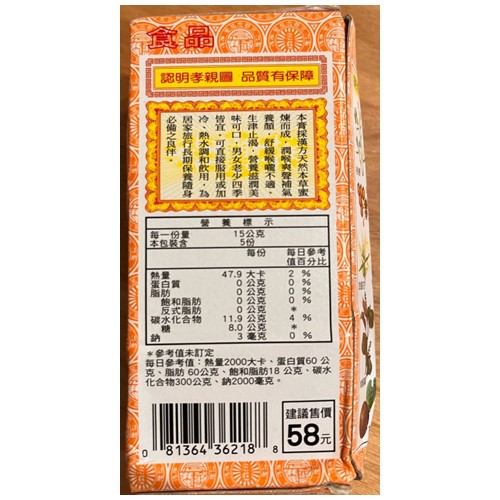 食品
認明孝親圖 品質有保障
本膏採漢方天然本草蜜
煉而成,潤喉爽聲補氣
養顏,舒緩喉嚨不適、
生津止渴,營養滋潤美
味可口,男女老少四季
皆宜。可直接服用或加
冷、熱水調和飲用,為
居家旅行長期保養隨身
必備之良伴。
營養標示
每一份量 15公克
本包裝含 5份
每份 每日參考值百分比
熱量 47.9 大卡 2 %
蛋白質 0 公克 0 %
脂肪 0 公克 0 %
飽和脂肪 0 公克 0 %
反式脂肪 0 公克 *
碳水化合物 11.9 公克 4 %
糖 8.0 公克 *
鈉 3 毫克 0 %
*參考值未訂定
每日參考值:熱量2000大卡、蛋白質60 公
克、脂肪 60公克、飽和脂肪18 公克、碳水
化合物300公克、鈉2000毫克。
建議售價
58元
0 81364 36218 8